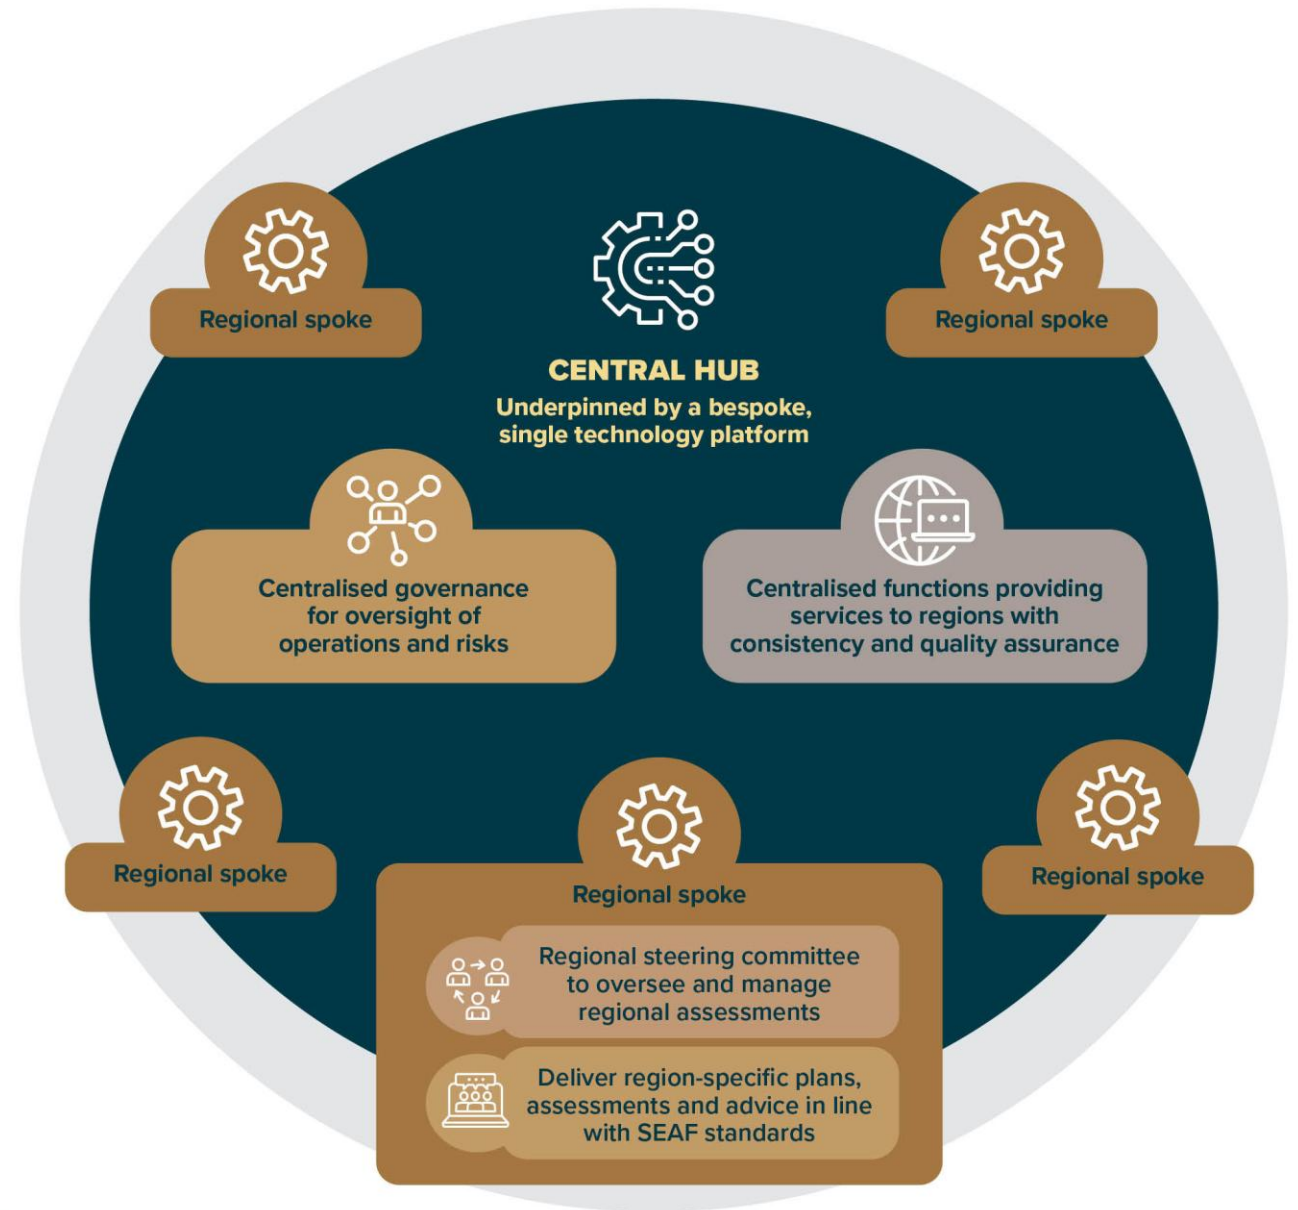 Regional spoke
Regional spoke
CENTRAL HUB
Underpinned by a bespoke,
single technology platform
Centralised governance
for oversight of
operations and risks
Centralised functions providing
services to regions with
consistency and quality assurance
Regional spoke
Regional spoke
Regional spoke
Regional steering committee
to oversee and manage
regional assessments
Deliver region-specific plans,
assessments and advice in line
with SEAF standards